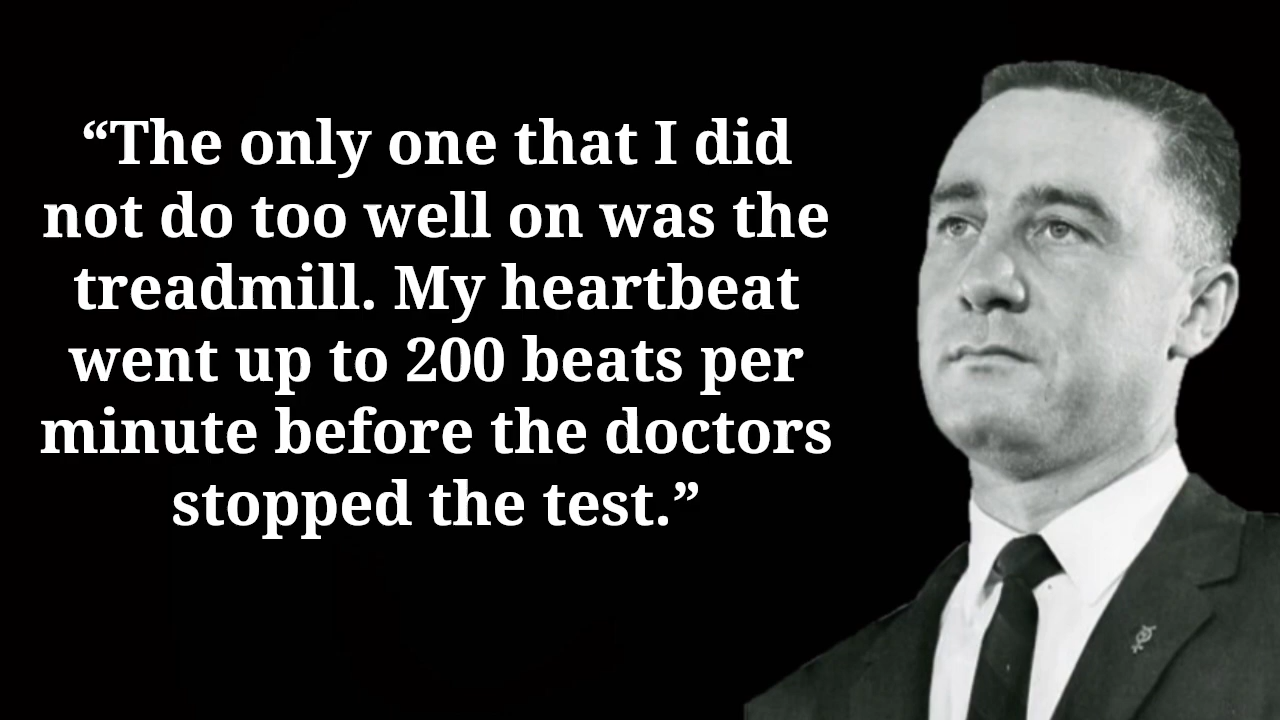 “The only one that I did
not do too well on was the
treadmill. My heartbeat
went up to 200 beats per
minute before the doctors
stopped the test.”